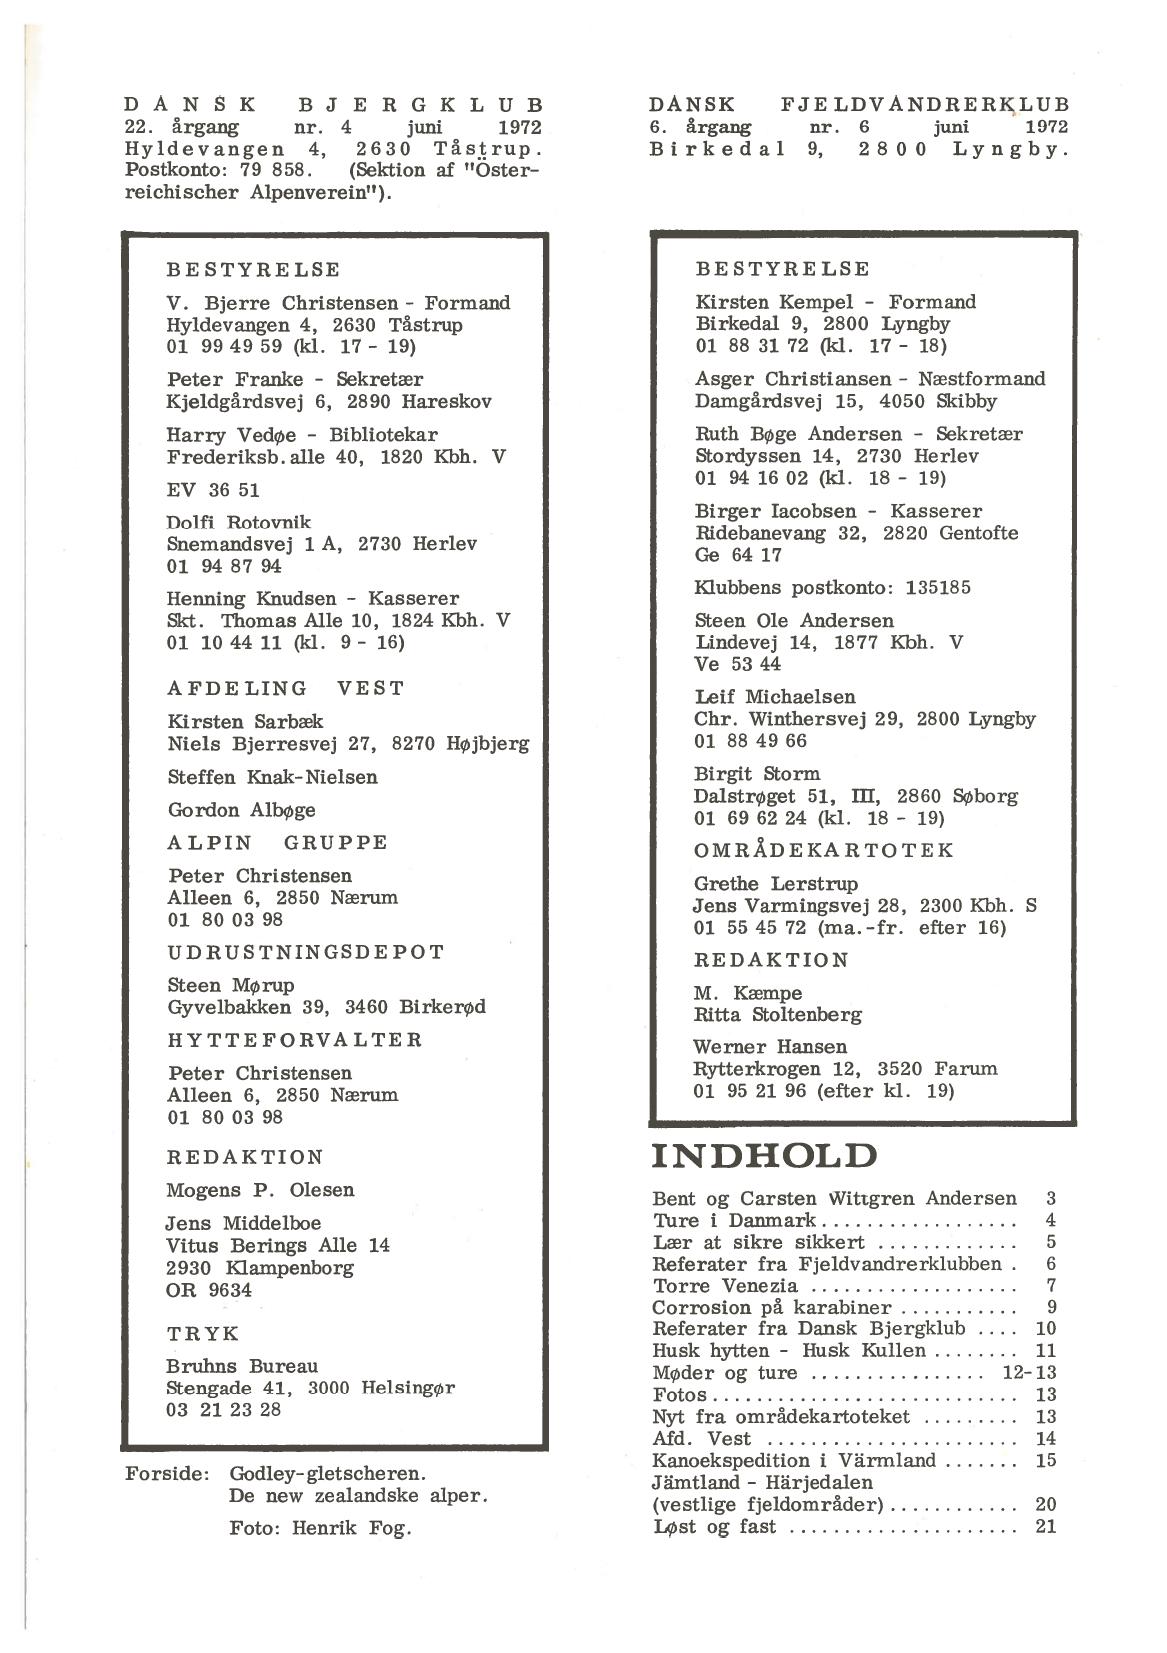 DANSK BJERGKLUB
22. årgang nr. 4 juni 1972
Hyldevangen 4, 2630 Tåstrup.
Postkonto: 79 858. (Sektion af "Öster-
reichischer Alpenverein").
BESTYRELSE
V. Bjerre Christensen - Formand
Hyldevangen 4, 2630 Tåstrup
01 99 49 59 (kl. 17 - 19)
Peter Franke - Sekretær
Kjeldgårdsvej 6, 2890 Hareskov
Harry Vedøe - Bibliotekar
Frederiksb.alle 40, 1820 Kbh. V
EV 36 51
Dolfi Rotovnik
Snemandsvej 1 A, 2730 Herlev
01 94 87 94
Henning Knudsen - Kasserer
Skt. Thomas Alle 10, 1824 Kbh. V
01 10 44 11 (kl. 9 - 16)
AFDELING VEST
Kirsten Sarbæk
Niels Bjerresvej 27, 8270 Højbjerg
Steffen Knak-Nielsen
Gordon Albøge
ALPIN GRUPPE
Peter Christensen
Alleen 6, 2850 Nærum
01 80 03 98
UDRUSTNINGSDEPOT
Steen Mørup
Gyvelbakken 39, 3460 Birkerød
HYTTEFORVALTER
Peter Christensen
Alleen 6, 2850 Nærum
01 80 03 98
REDAKTION
Mogens P. Olesen
Jens Middelboe
Vitus Berings Alle 14
2930 Klampenborg
OR 9634
TRYK
Bruhns Bureau
Stengade 41, 3000 Helsingør
03 21 23 28
Forside: Godley-gletscheren.
De new zealandske alper.
Foto: Henrik Fog.
DANSK FJELDVANDRERKLUB
6. årgang nr. 6 juni 1972
Birkedal 9, 2800 Lyngby.
BESTYRELSE
Kirsten Kempel - Formand
Birkedal 9, 2800 Lyngby
01 88 31 72 (kl. 17 - 18)
Asger Christiansen - Næstformand
Damgårdsvej 15, 4050 Skibby
Ruth Bøge Andersen - Sekretær
Stordyssen 14, 2730 Herlev
01 94 16 02 (kl. 18 - 19)
Birger Iacobsen - Kasserer
Ridebanevang 32, 2820 Gentofte
Ge 64 17
Klubbens postkonto: 135185
Steen Ole Andersen
Lindevej 14, 1877 Kbh. V
Ve 53 44
Leif Michaelsen
Chr. Winthersvej 29, 2800 Lyngby
01 88 49 66
Birgit Storm
Dalstrøget 51, III, 2860 Søborg
01 69 62 24 (kl. 18 - 19)
OMRÅDEKARTOTEK
Grethe Lerstrup
Jens Varmingsvej 28, 2300 Kbh. S
01 55 45 72 (ma.-fr. efter 16)
REDAKTION
M. Kæmpe
Ritta Stoltenberg
Werner Hansen
Rytterkrogen 12, 3520 Farum
01 95 21 96 (efter kl. 19)
INDHOLD
Bent og Carsten Wittgren Andersen 3
Ture i Danmark.................. 4
Lær at sikre sikkert ............. 5
Referater fra Fjeldvandrerklubben . 6
Torre Venezia ................... 7
Corrosion på karabiner ........... 9
Referater fra Dansk Bjergklub .... 10
Husk hytten - Husk Kullen ........ 11
Møder og ture ................ 12-13
Fotos............................ 13
Nyt fra områdekartoteket ......... 13
Afd. Vest ....................... 14
Kanoekspedition i Värmland ....... 15
Jämtland - Härjedalen
(vestlige fjeldområder)............ 20
Løst og fast ..................... 21